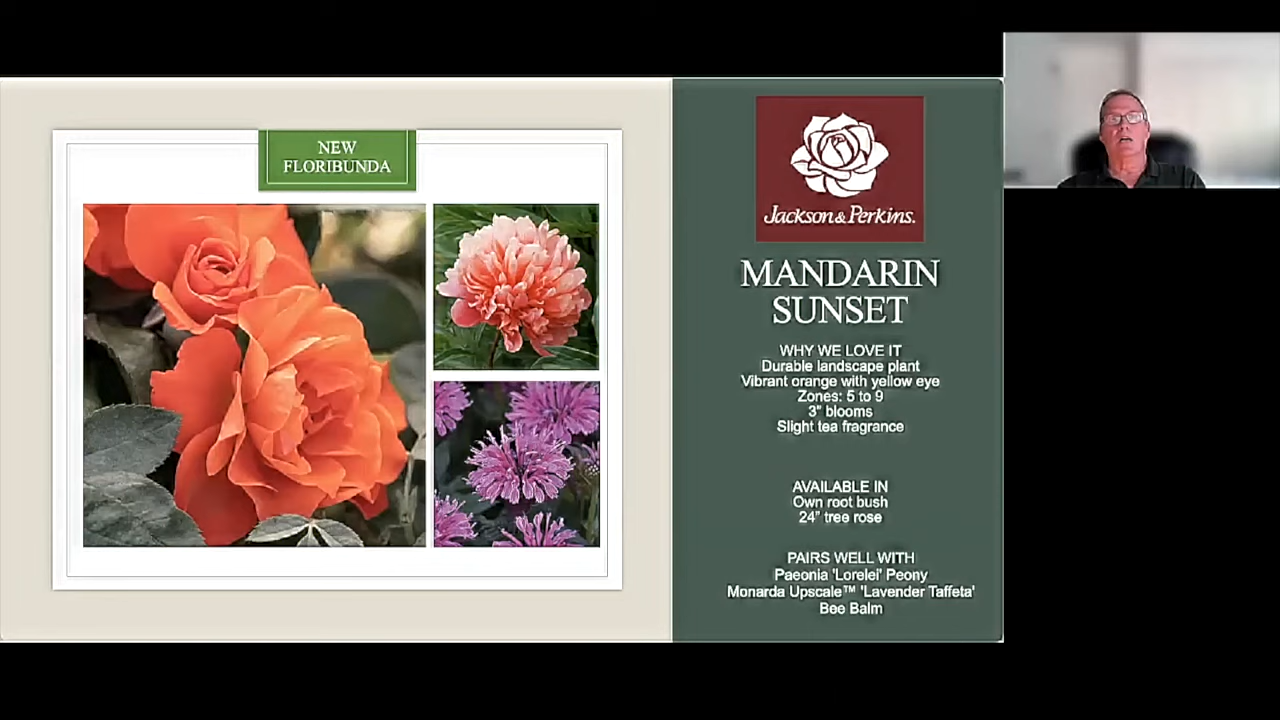 NEW
FLORIBUNDA
Jackson & Perkins.
MANDARIN
SUNSET
WHY WE LOVE IT
Durable landscape plant
Vibrant orange with yellow eye
Zones: 5 to 9
3” blooms
Slight tea fragrance
AVAILABLE IN
Own root bush
24” tree rose
PAIRS WELL WITH
Paeonia 'Lorelei' Peony
Monarda Upscale™ 'Lavender Taffeta'
Bee Balm